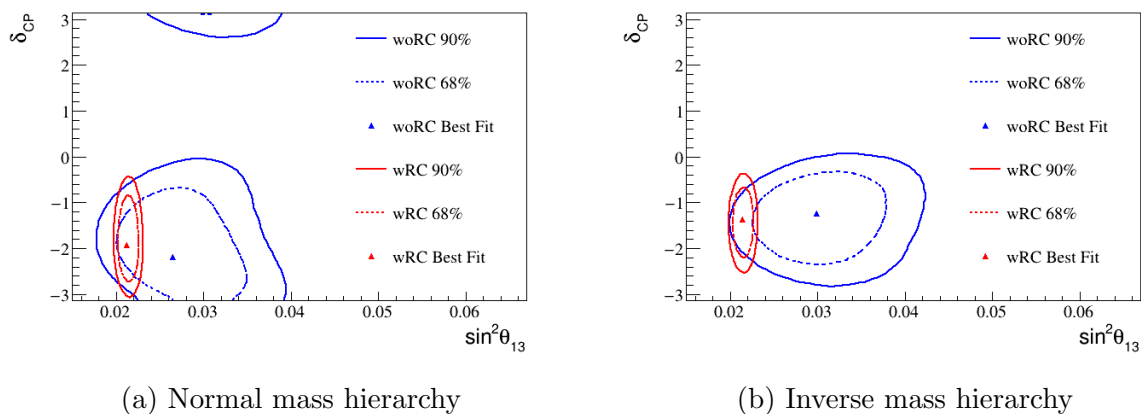 δCP
3
2
1
0
−1
−2
−3
0.02
0.03
0.04
0.05
0.06
sin²θ₁₃
woRC 90%
woRC 68%
woRC Best Fit
wRC 90%
wRC 68%
wRC Best Fit
(a) Normal mass hierarchy
δCP
3
2
1
0
−1
−2
−3
0.02
0.03
0.04
0.05
0.06
sin²θ₁₃
woRC 90%
woRC 68%
woRC Best Fit
wRC 90%
wRC 68%
wRC Best Fit
(b) Inverse mass hierarchy